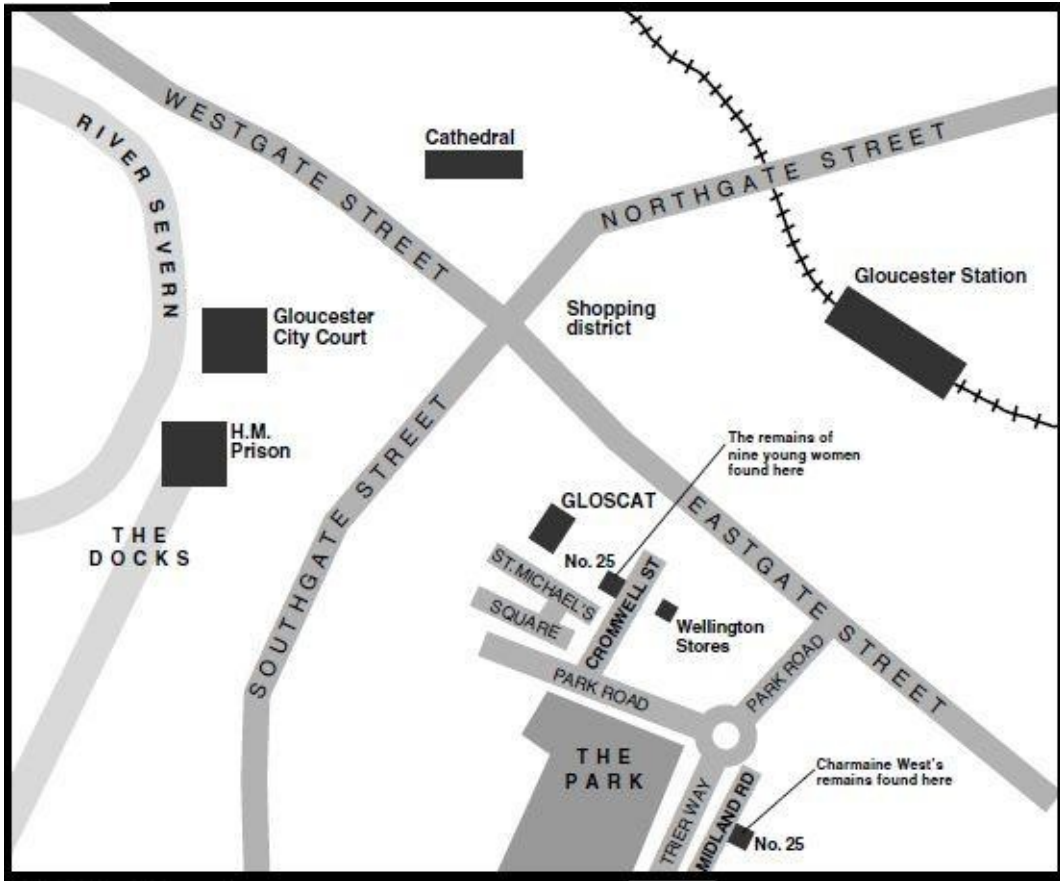 WESTGATE STREET
RIVER SEVERN
Cathedral
NORTHGATE STREET
Gloucester Station
Shopping
district
Gloucester
City Court
H.M.
Prison
SOUTHGATE STREET
THE
DOCKS
The remains of
nine young women
found here
GLOSCAT
EASTGATE STREET
No. 25
ST.MICHAEL'S
SQUARE
CROMWELL ST
Wellington
Stores
PARK ROAD
PARK ROAD
THE
PARK
Charmaine West's
remains found here
TRIER WAY
MIDLAND RD
No. 25